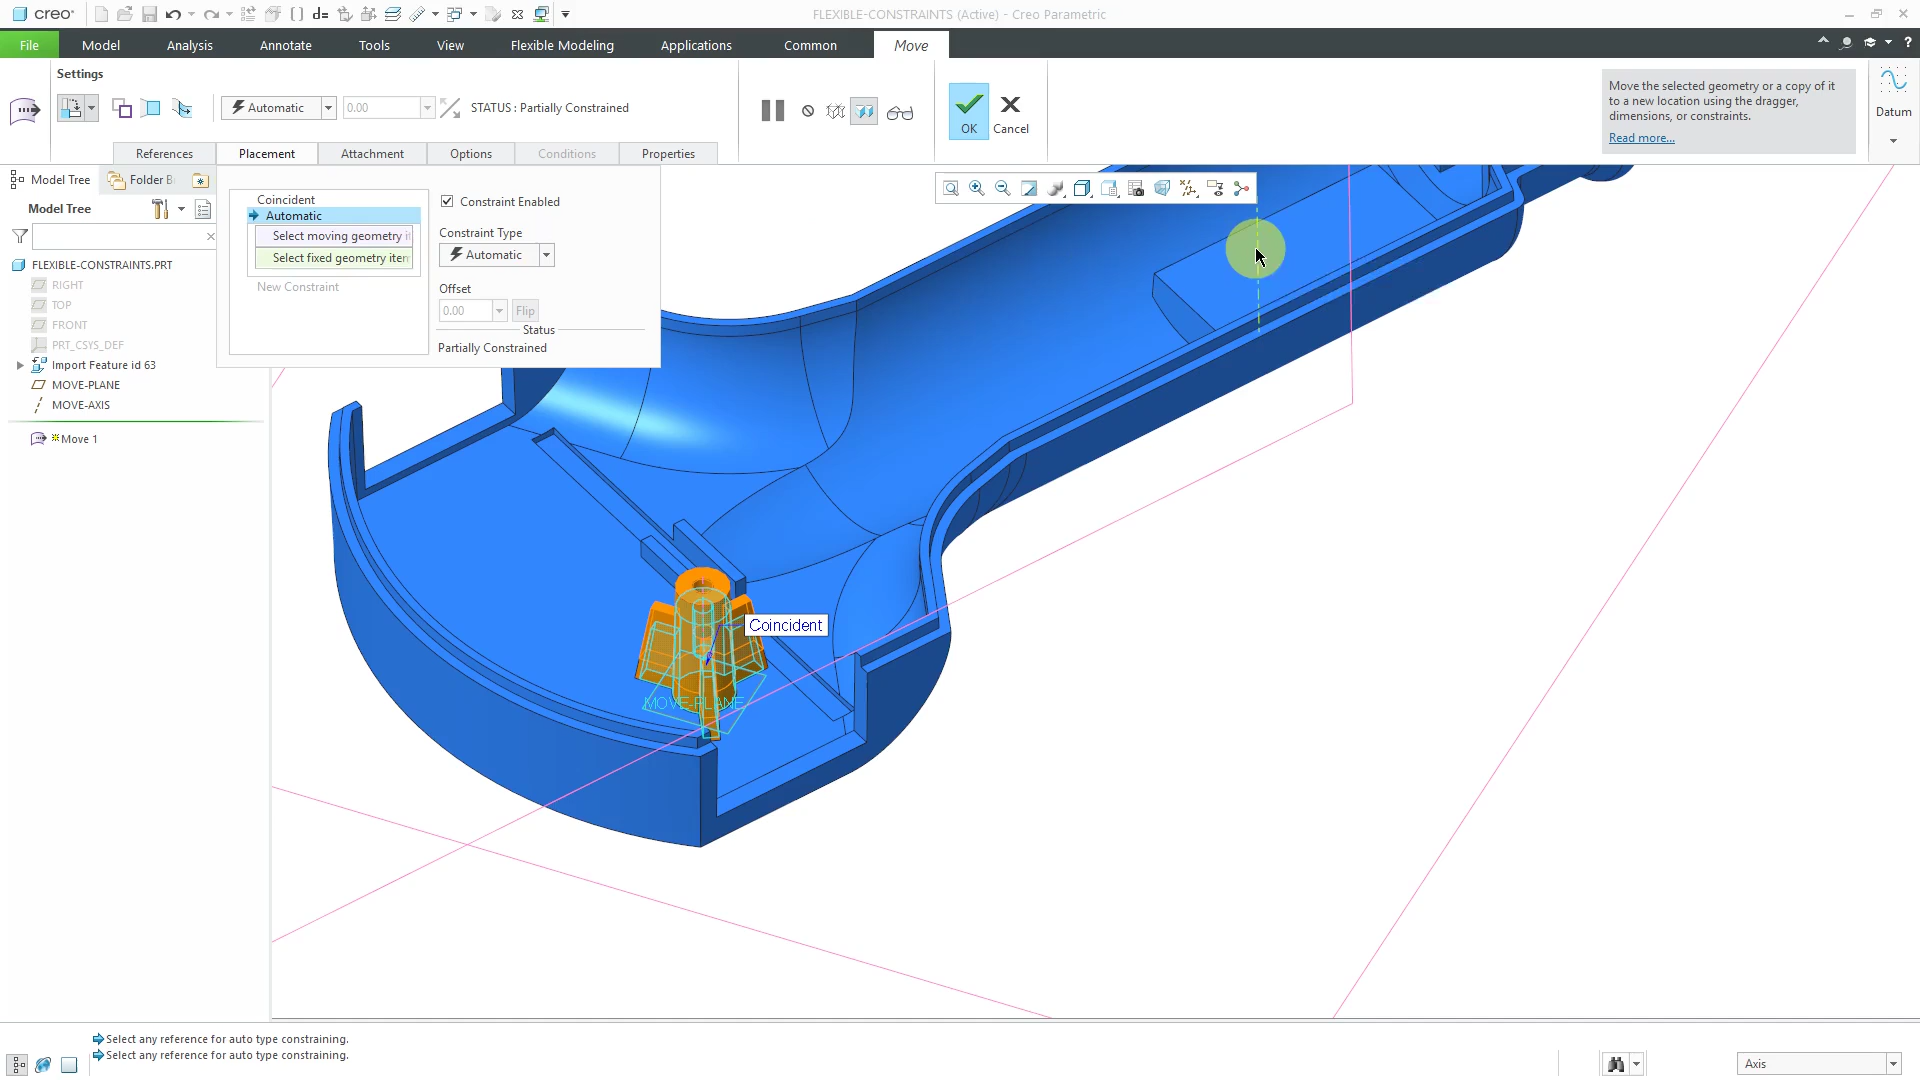 creo
FLEXIBLE-CONSTRAINTS (Active) - Creo Parametric
File Model Analysis Annotate Tools View Flexible Modeling Applications Common Move
Settings
Automatic 0.00 STATUS : Partially Constrained
OK Cancel
Move the selected geometry or a copy of it
to a new location using the dragger,
dimensions, or constraints.
Read more...
Datum
References Placement Attachment Options Conditions Properties
Model Tree Folder B
Model Tree
FLEXIBLE-CONSTRAINTS.PRT
RIGHT
TOP
FRONT
PRT_CSYS_DEF
Import Feature id 63
MOVE-PLANE
MOVE-AXIS
Move 1
Coincident
Automatic
Select moving geometry it
Select fixed geometry iter
New Constraint
Constraint Enabled
Constraint Type
Automatic
Offset
0.00 Flip
Status
Partially Constrained
Coincident
MOVE-PLANE
Select any reference for auto type constraining.
Select any reference for auto type constraining.
Axis